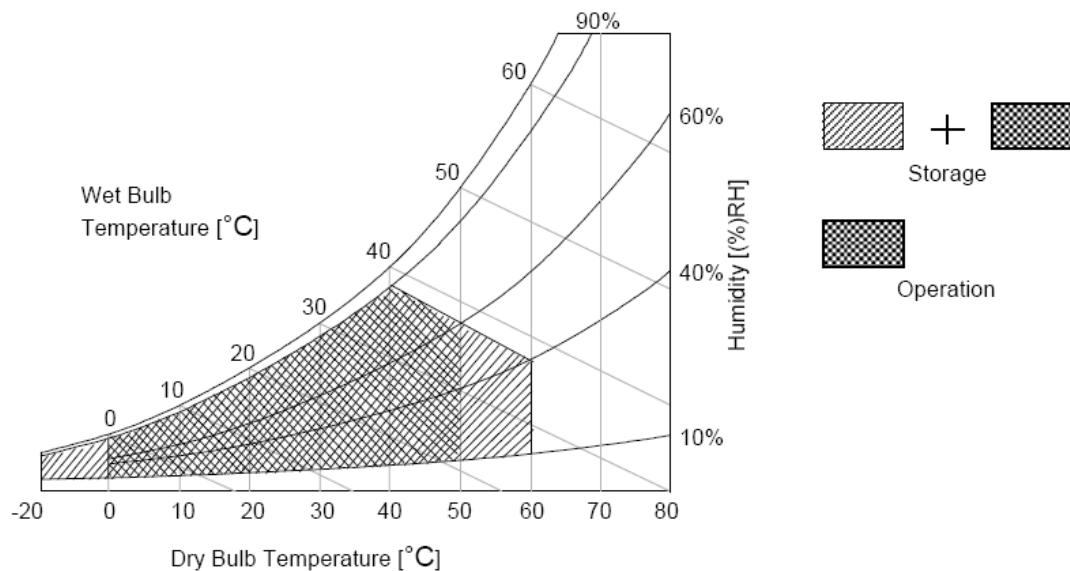 90%
60
60%
50
Wet Bulb
Temperature [°C]
40
40%
30
20
10
0
10%
-20 0 10 20 30 40 50 60 70 80
Dry Bulb Temperature [°C]
Humidity [(%)RH]
+
Storage
Operation